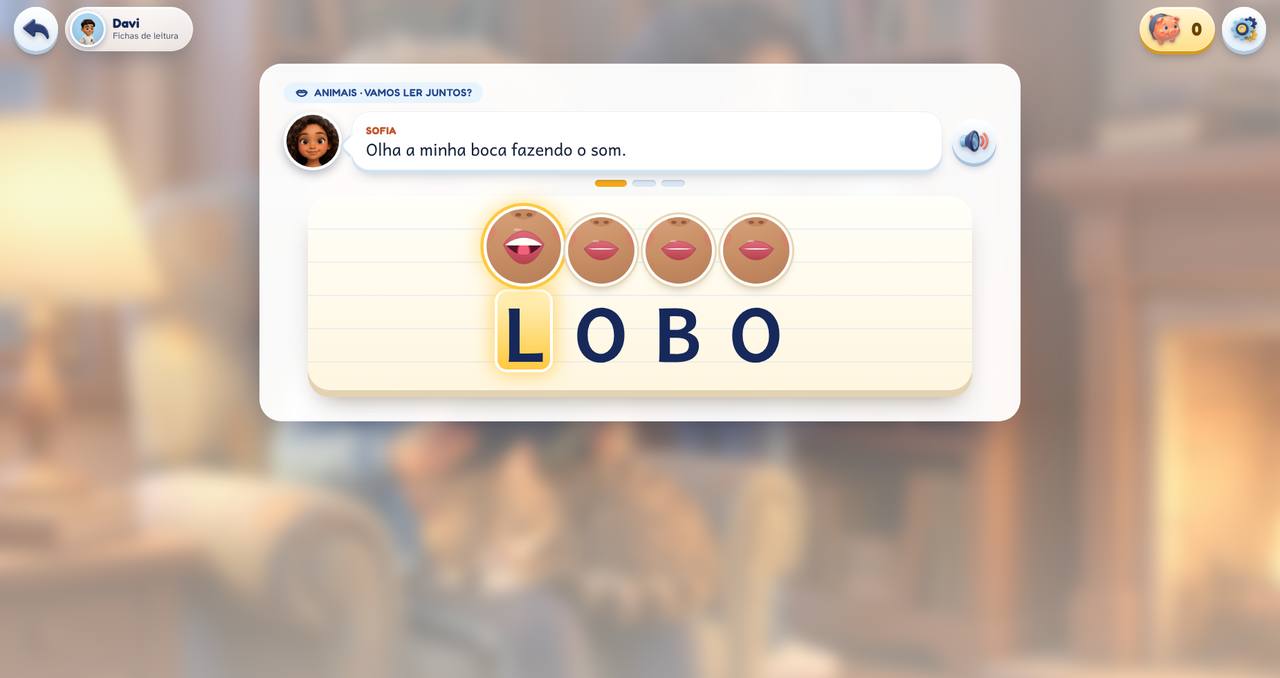 Davi
Fichas de leitura
0
ANIMAIS · VAMOS LER JUNTOS?
SOFIA
Olha a minha boca fazendo o som.
L O B O